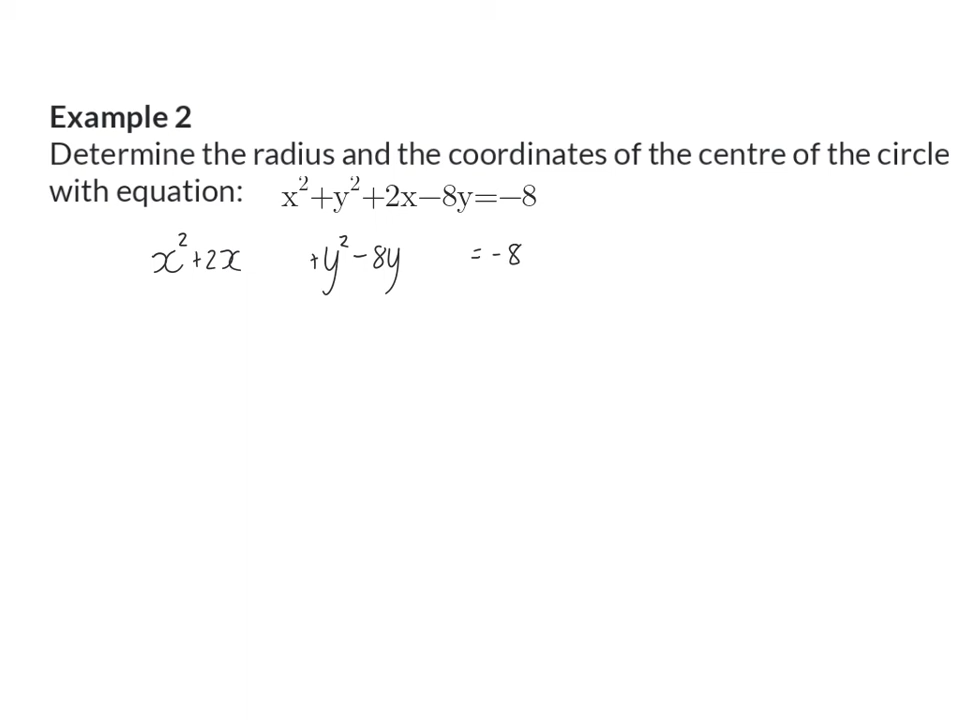 Example 2
Determine the radius and the coordinates of the centre of the circle
with equation: x²+y²+2x−8y=−8
x²+2x +y²-8y =-8